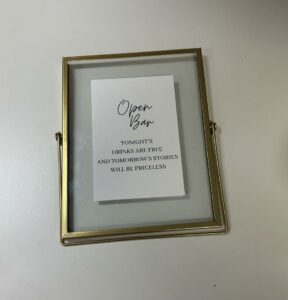 Open
Bar
TONIGHT'S
DRINKS ARE FREE
AND TOMORROW'S STORIES
WILL BE PRICELESS